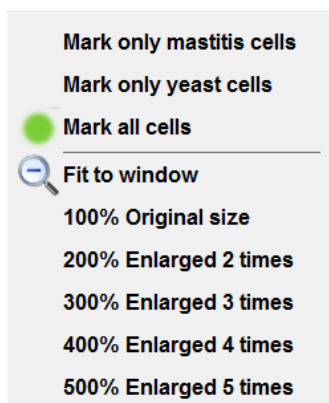 Mark only mastitis cells
Mark only yeast cells
Mark all cells
Fit to window
100% Original size
200% Enlarged 2 times
300% Enlarged 3 times
400% Enlarged 4 times
500% Enlarged 5 times